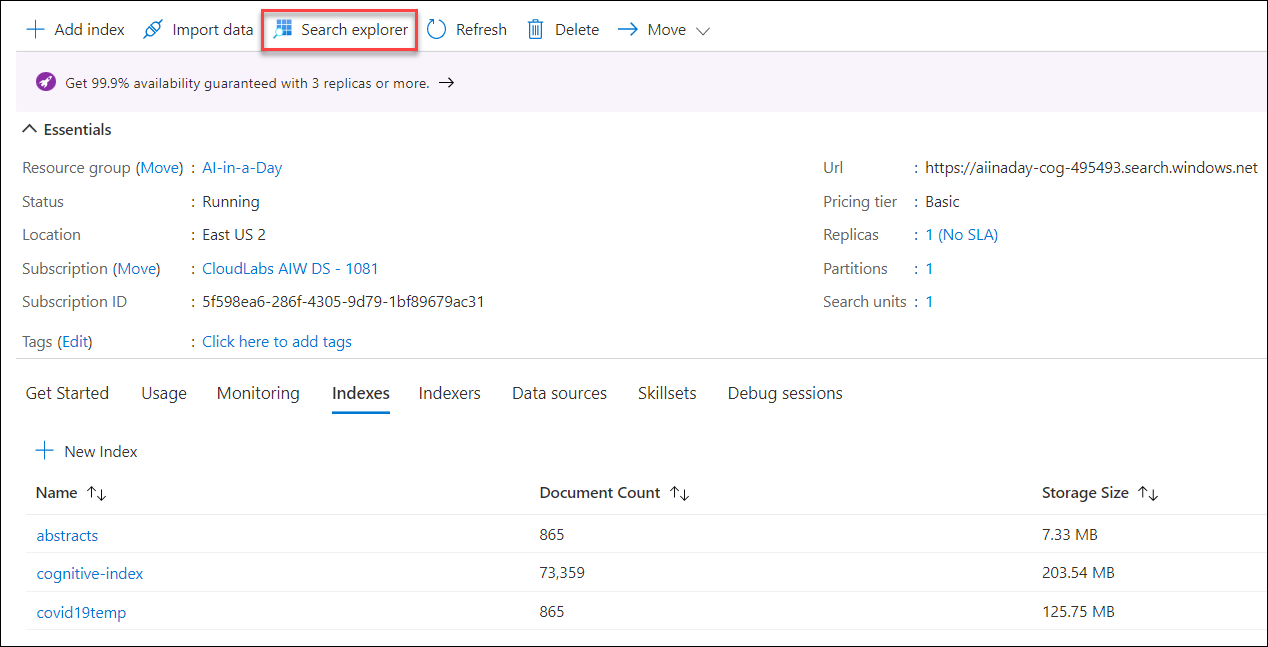 Add index Import data Search explorer Refresh Delete Move
Get 99.9% availability guaranteed with 3 replicas or more.
Essentials
Resource group (Move) : AI-in-a-Day
Status : Running
Location : East US 2
Subscription (Move) : CloudLabs AIW DS - 1081
Subscription ID : 5f598ea6-286f-4305-9d79-1bf89679ac31
Tags (Edit) : Click here to add tags
Url : https://aiinaday-cog-495493.search.windows.net
Pricing tier : Basic
Replicas : 1 (No SLA)
Partitions : 1
Search units : 1
Get Started Usage Monitoring Indexes Indexers Data sources Skillsets Debug sessions
New Index
Name Document Count Storage Size
abstracts 865 7.33 MB
cognitive-index 73,359 203.54 MB
covid19temp 865 125.75 MB